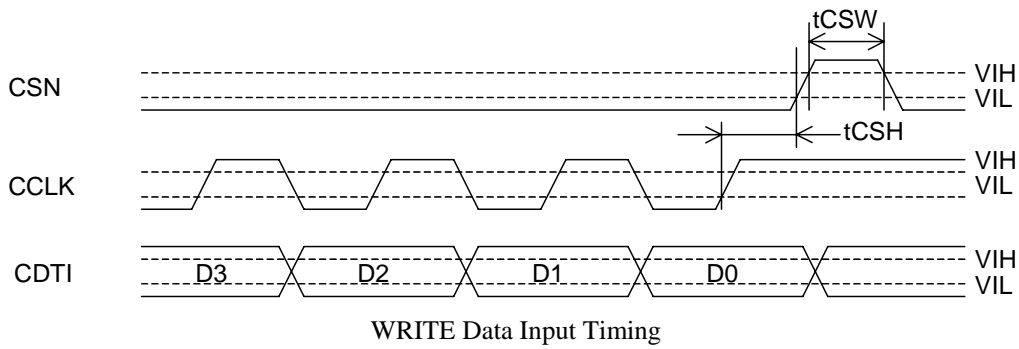 tCSW
CSN
VIH
VIL
tCSH
CCLK
VIH
VIL
CDTI
D3 D2 D1 D0
VIH
VIL
WRITE Data Input Timing